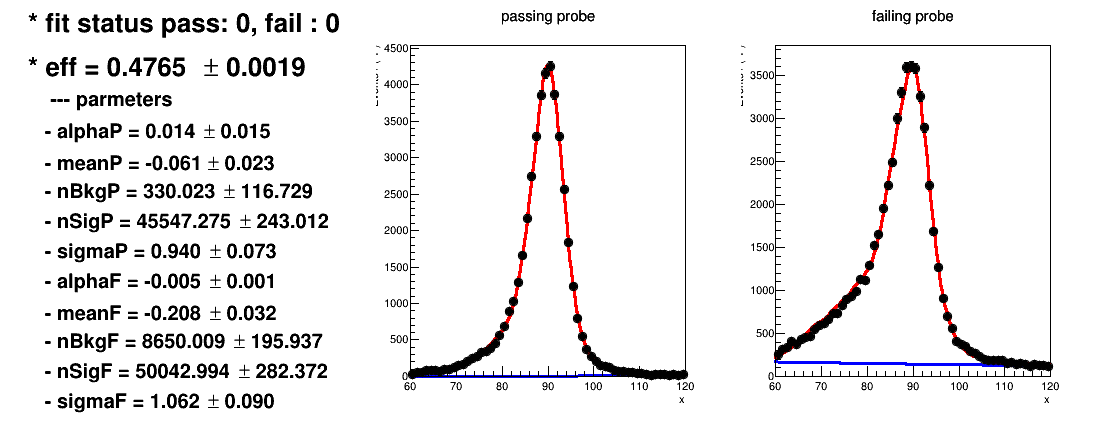 * fit status pass: 0, fail : 0
* eff = 0.4765 ± 0.0019
--- parmeters
- alphaP = 0.014 ± 0.015
- meanP = -0.061 ± 0.023
- nBkgP = 330.023 ± 116.729
- nSigP = 45547.275 ± 243.012
- sigmaP = 0.940 ± 0.073
- alphaF = -0.005 ± 0.001
- meanF = -0.208 ± 0.032
- nBkgF = 8650.009 ± 195.937
- nSigF = 50042.994 ± 282.372
- sigmaF = 1.062 ± 0.090
passing probe
4500
4000
3500
3000
2500
2000
1500
1000
500
0
60 70 80 90 100 110 120
x
failing probe
3500
3000
2500
2000
1500
1000
500
0
60 70 80 90 100 110 120
x